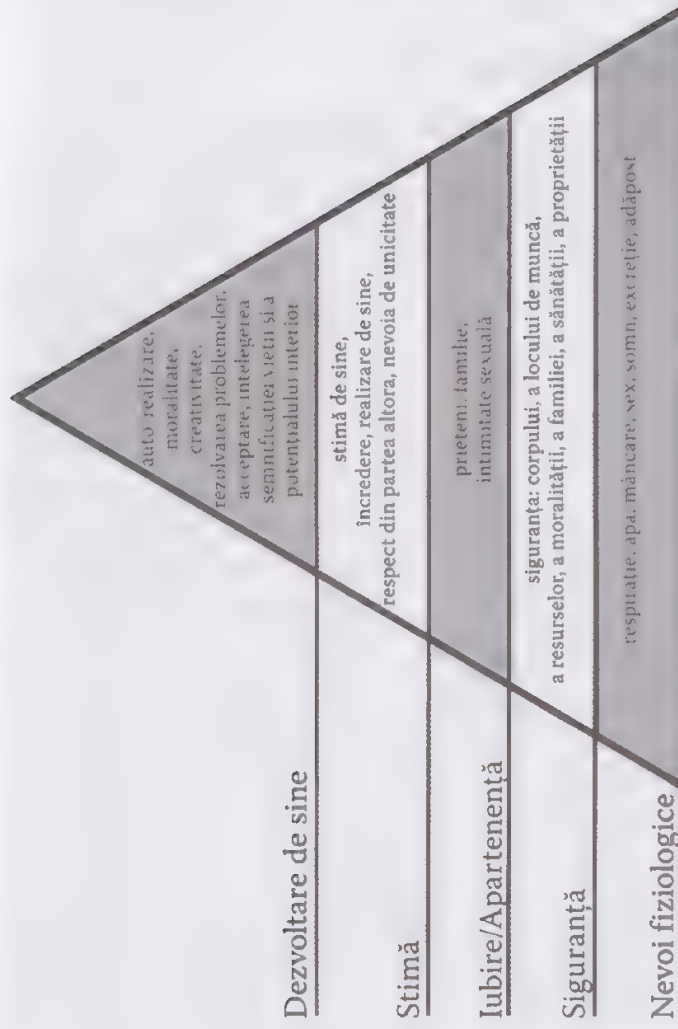 Dezvoltare de sine
auto realizare,
moralitate,
creativitate,
rezolvarea problemelor,
acceptare, intelegerea
semnificației vieții și a
potențialului interior
Stimă
stimă de sine,
încredere, realizare de sine,
respect din partea altora, nevoia de unicitate
Iubire/Apartenență
prieteni, familie,
intimitate sexuală
Siguranță
siguranța: corpului, a locului de muncă,
a resurselor, a moralității, a familiei, a sănătății, a proprietății
Nevoi fiziologice
respirație, apa, mâncare, sex, somn, excreție, adăpost